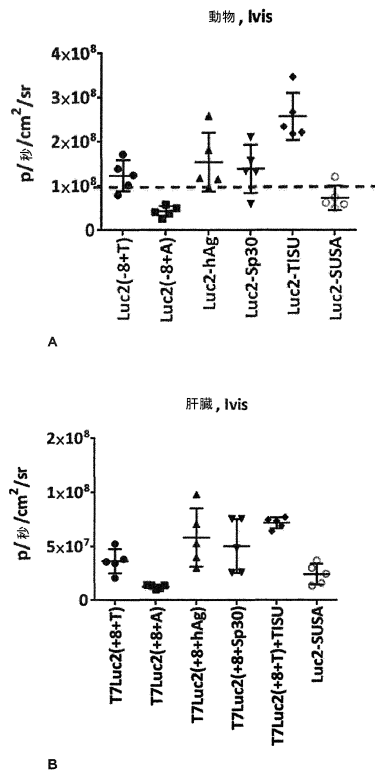 動物, Ivis
p/秒/cm²/sr
4×10⁸
3×10⁸
2×10⁸
1×10⁸
0
Luc2(-8+T)
Luc2(-8+A)
Luc2-hAg
Luc2-Sp30
Luc2-TISU
Luc2-SUSA
A
肝臓, Ivis
p/秒/cm²/sr
2×10⁸
1×10⁸
5×10⁷
0
T7Luc2(+8+T)
T7Luc2(+8+A)
T7Luc2(+8+hAg)
T7Luc2(+8+Sp30)
T7Luc2(+8+T)+TISU
Luc2-SUSA
B